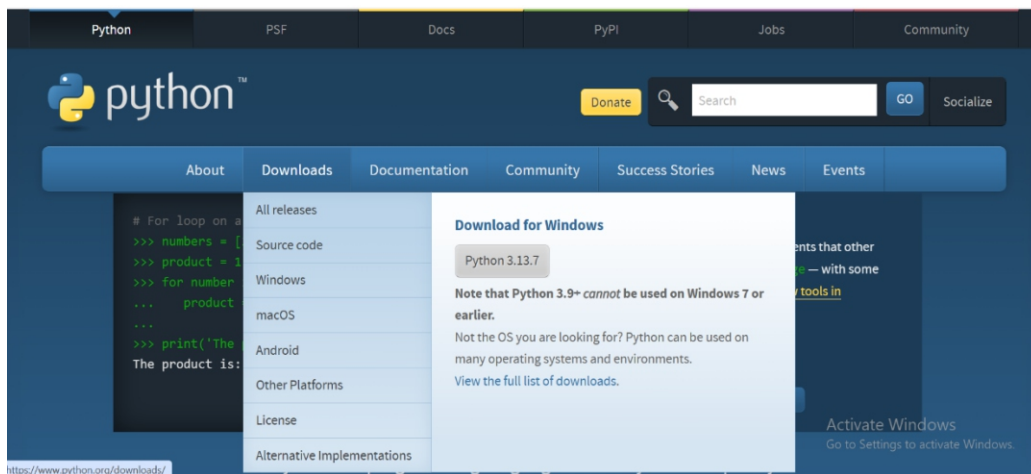 Python PSF Docs PyPI Jobs Community
python™
Donate Search GO Socialize
About Downloads Documentation Community Success Stories News Events
All releases
Source code
Windows
macOS
Android
Other Platforms
License
Alternative Implementations
Download for Windows
Python 3.13.7
Note that Python 3.9+ cannot be used on Windows 7 or
earlier.
Not the OS you are looking for? Python can be used on
many operating systems and environments.
View the full list of downloads.
# For loop on a
>>> numbers = [
>>> product = 1
>>> for number
... product
...
>>> print('The
The product is:
that other
— with some
tools in
Activate Windows
Go to Settings to activate Windows.
https://www.python.org/downloads/